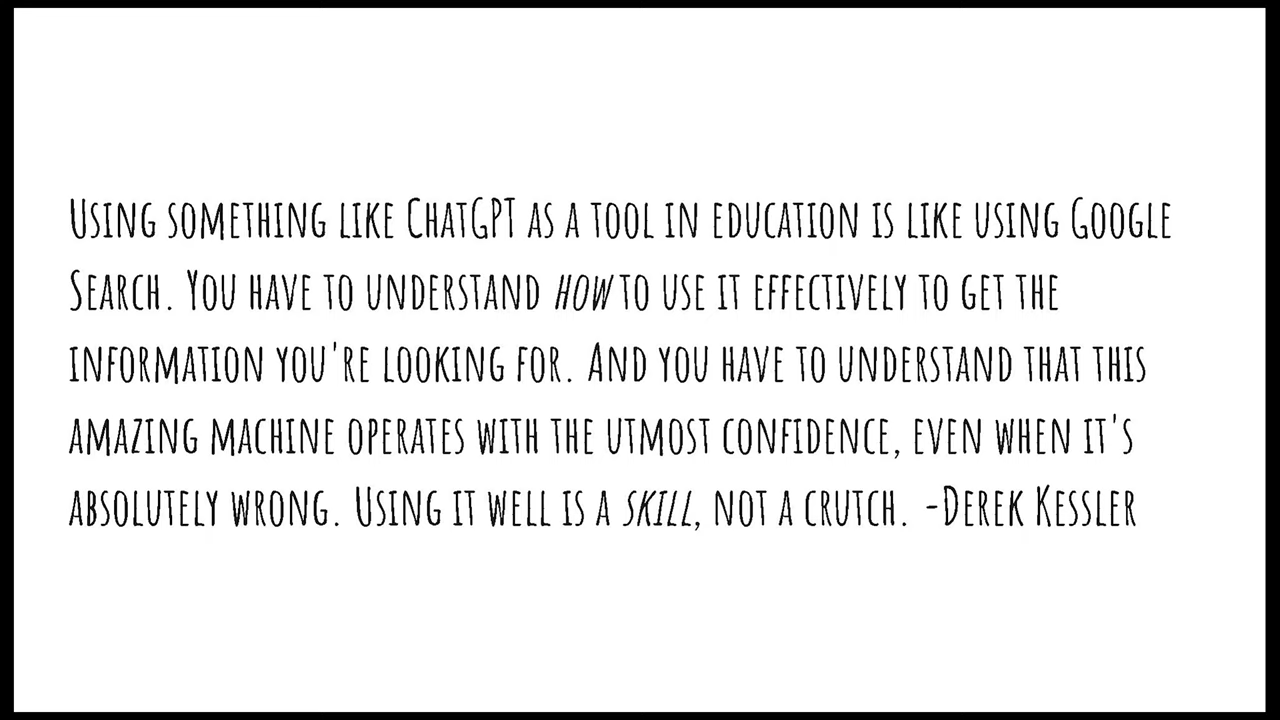 Using something like ChatGPT as a tool in education is like using Google
Search. You have to understand how to use it effectively to get the
information you're looking for. And you have to understand that this
amazing machine operates with the utmost confidence, even when it's
absolutely wrong. Using it well is a skill, not a crutch. -Derek Kessler